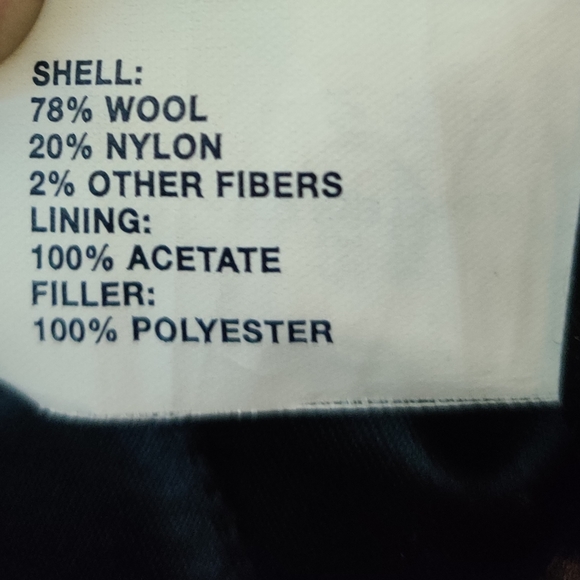 SHELL:
78% WOOL
20% NYLON
2% OTHER FIBERS
LINING:
100% ACETATE
FILLER:
100% POLYESTER